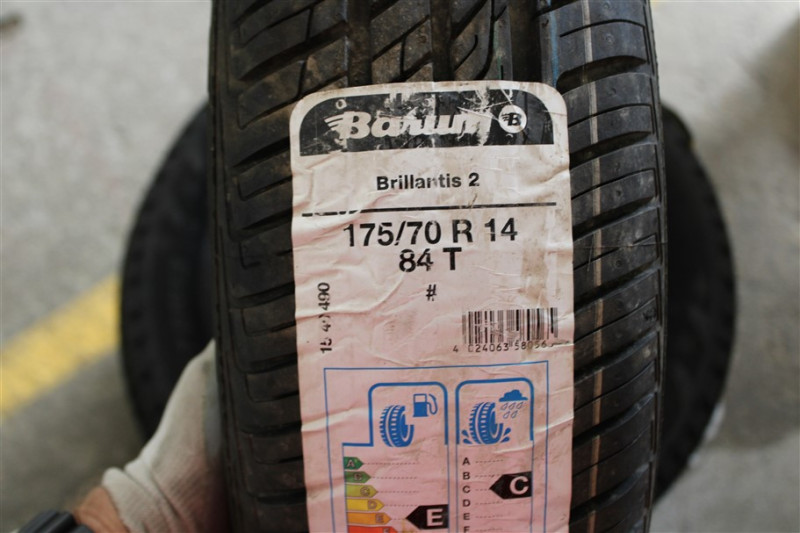 Barum B
Brillantis 2
175/70 R 14
84 T
#
A
B
C C
D
E E